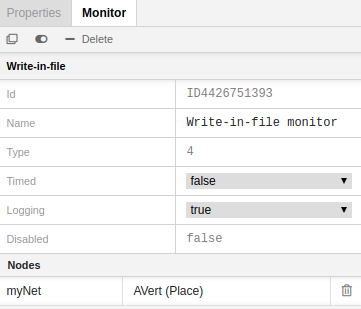 Properties Monitor
Delete
Write-in-file
Id ID4426751393
Name Write-in-file monitor
Type 4
Timed false
Logging true
Disabled false
Nodes
myNet AVert (Place)